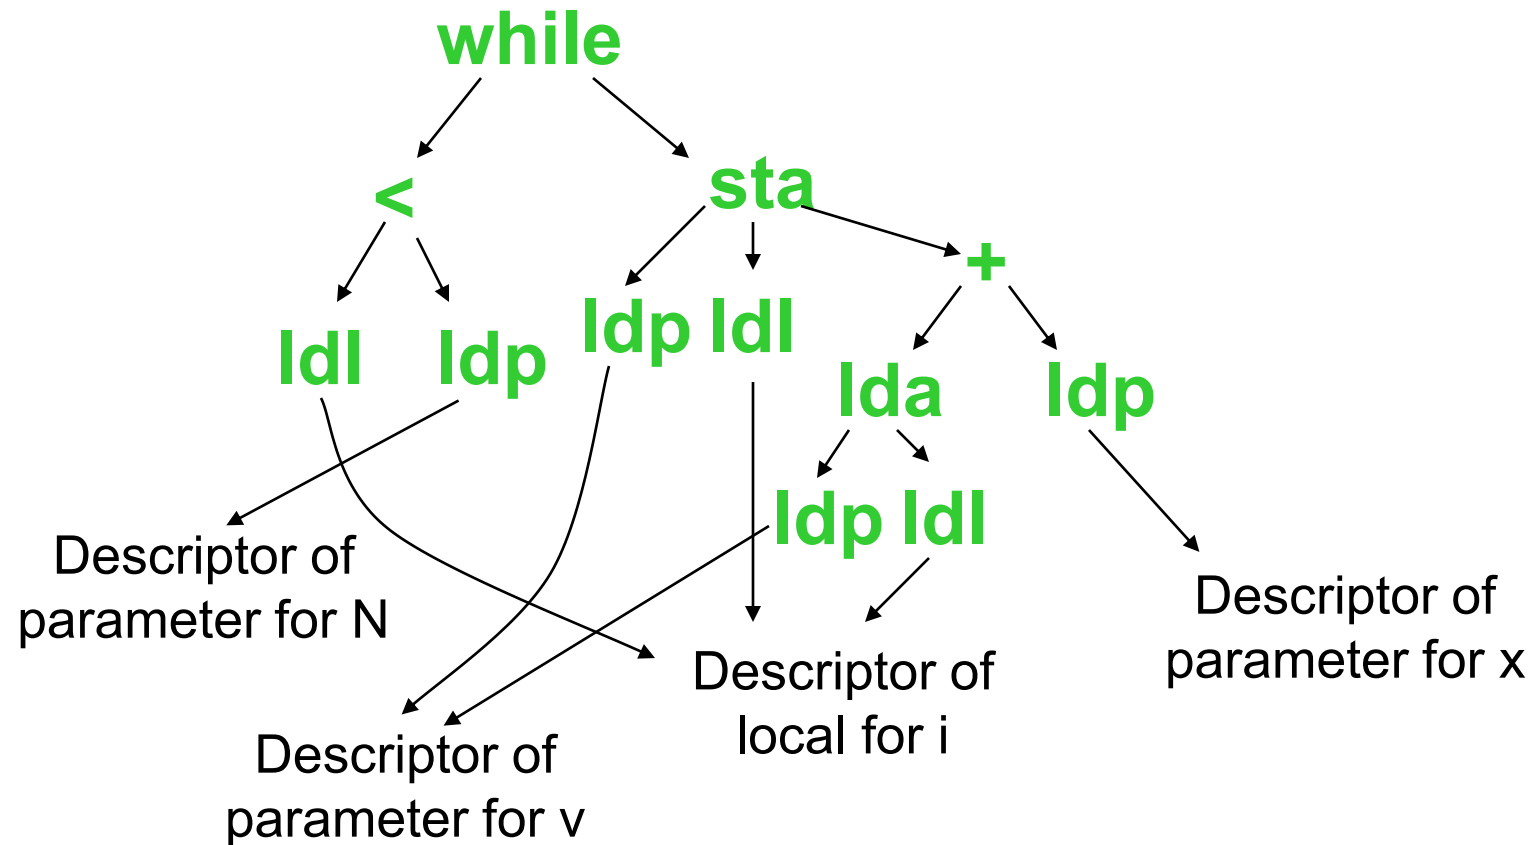 while
< sta
+
ldl ldp ldp ldl
lda ldp
ldp ldl
Descriptor of
parameter for N
Descriptor of
parameter for x
Descriptor of
local for i
Descriptor of
parameter for v